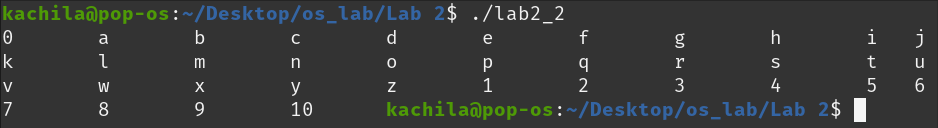 kachila@pop-os:~/Desktop/os_lab/Lab 2$ ./lab2_2
0 a b c d e f g h i j
k l m n o p q r s t u
v w x y z 1 2 3 4 5 6
7 8 9 10 kachila@pop-os:~/Desktop/os_lab/Lab 2$